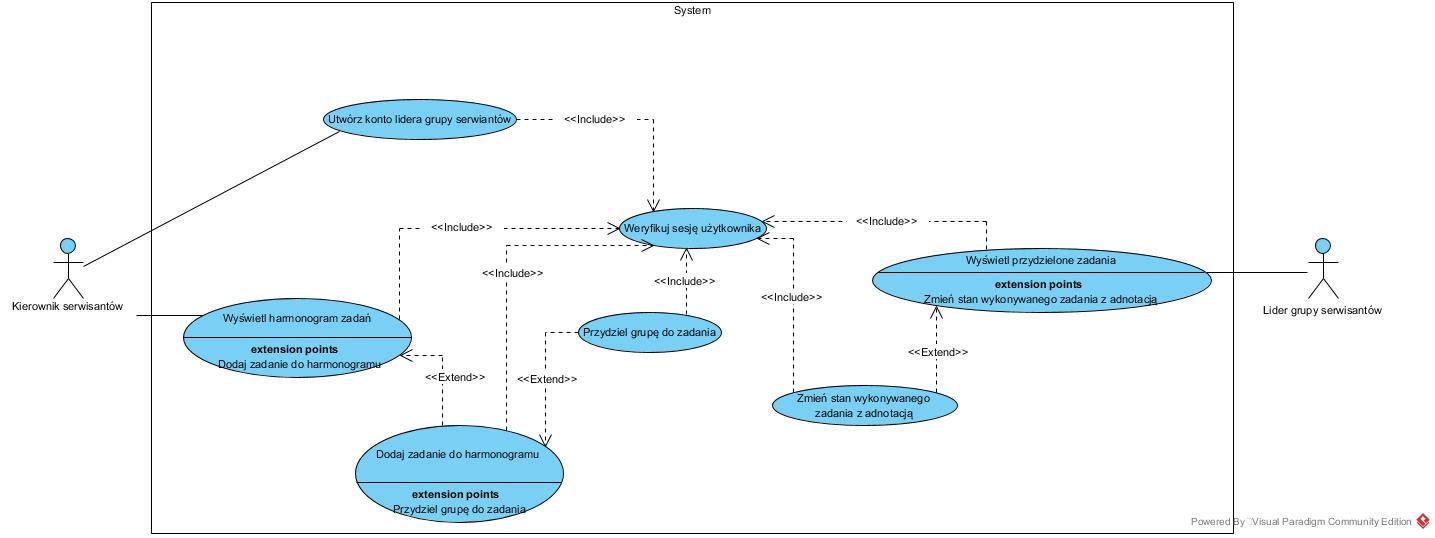 System
Utwórz konto lidera grupy serwiantów
<<Include>>
Weryfikuj sesję użytkownika
<<Include>>
<<Include>>
<<Include>>
<<Include>>
<<Include>>
Kierownik serwisantów
Wyświetl harmonogram zadań
extension points
Dodaj zadanie do harmonogramu
Przydziel grupę do zadania
Wyświetl przydzielone zadania
extension points
Zmień stan wykonywanego zadania z adnotacją
Lider grupy serwisantów
<<Extend>>
<<Extend>>
<<Extend>>
Zmień stan wykonywanego
zadania z adnotacją
Dodaj zadanie do harmonogramu
extension points
Przydziel grupę do zadania
Powered By Visual Paradigm Community Edition